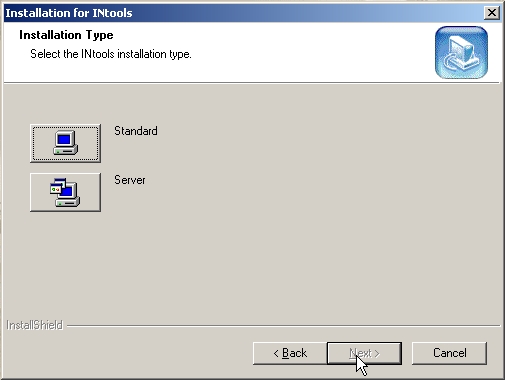 Installation for INtools
Installation Type
Select the INtools installation type.
Standard
Server
InstallShield
< Back
Next >
Cancel